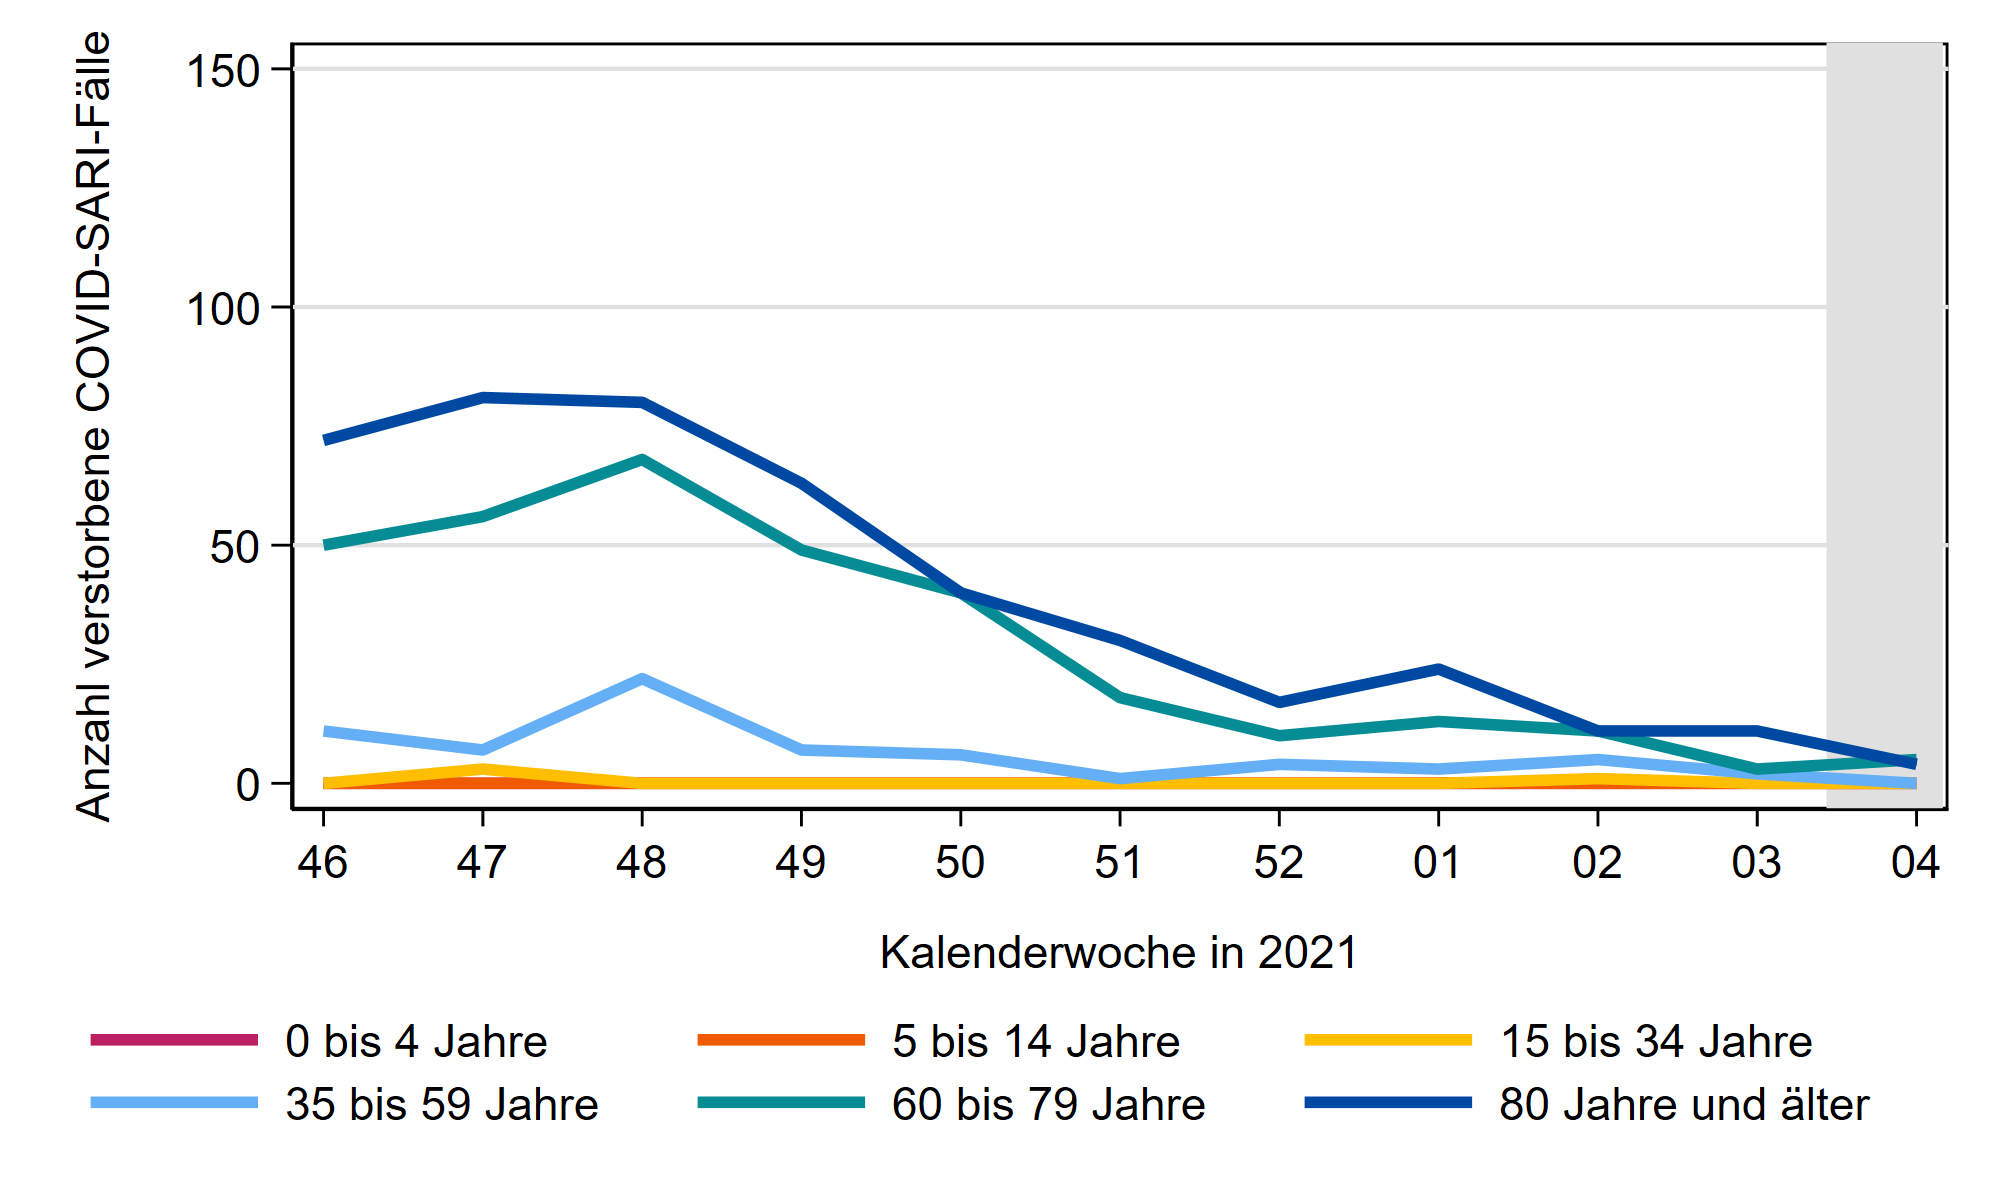 Anzahl verstorbene COVID-SARI-Fälle
150
100
50
0
46 47 48 49 50 51 52 01 02 03 04
Kalenderwoche in 2021
0 bis 4 Jahre 5 bis 14 Jahre 15 bis 34 Jahre
35 bis 59 Jahre 60 bis 79 Jahre 80 Jahre und älter